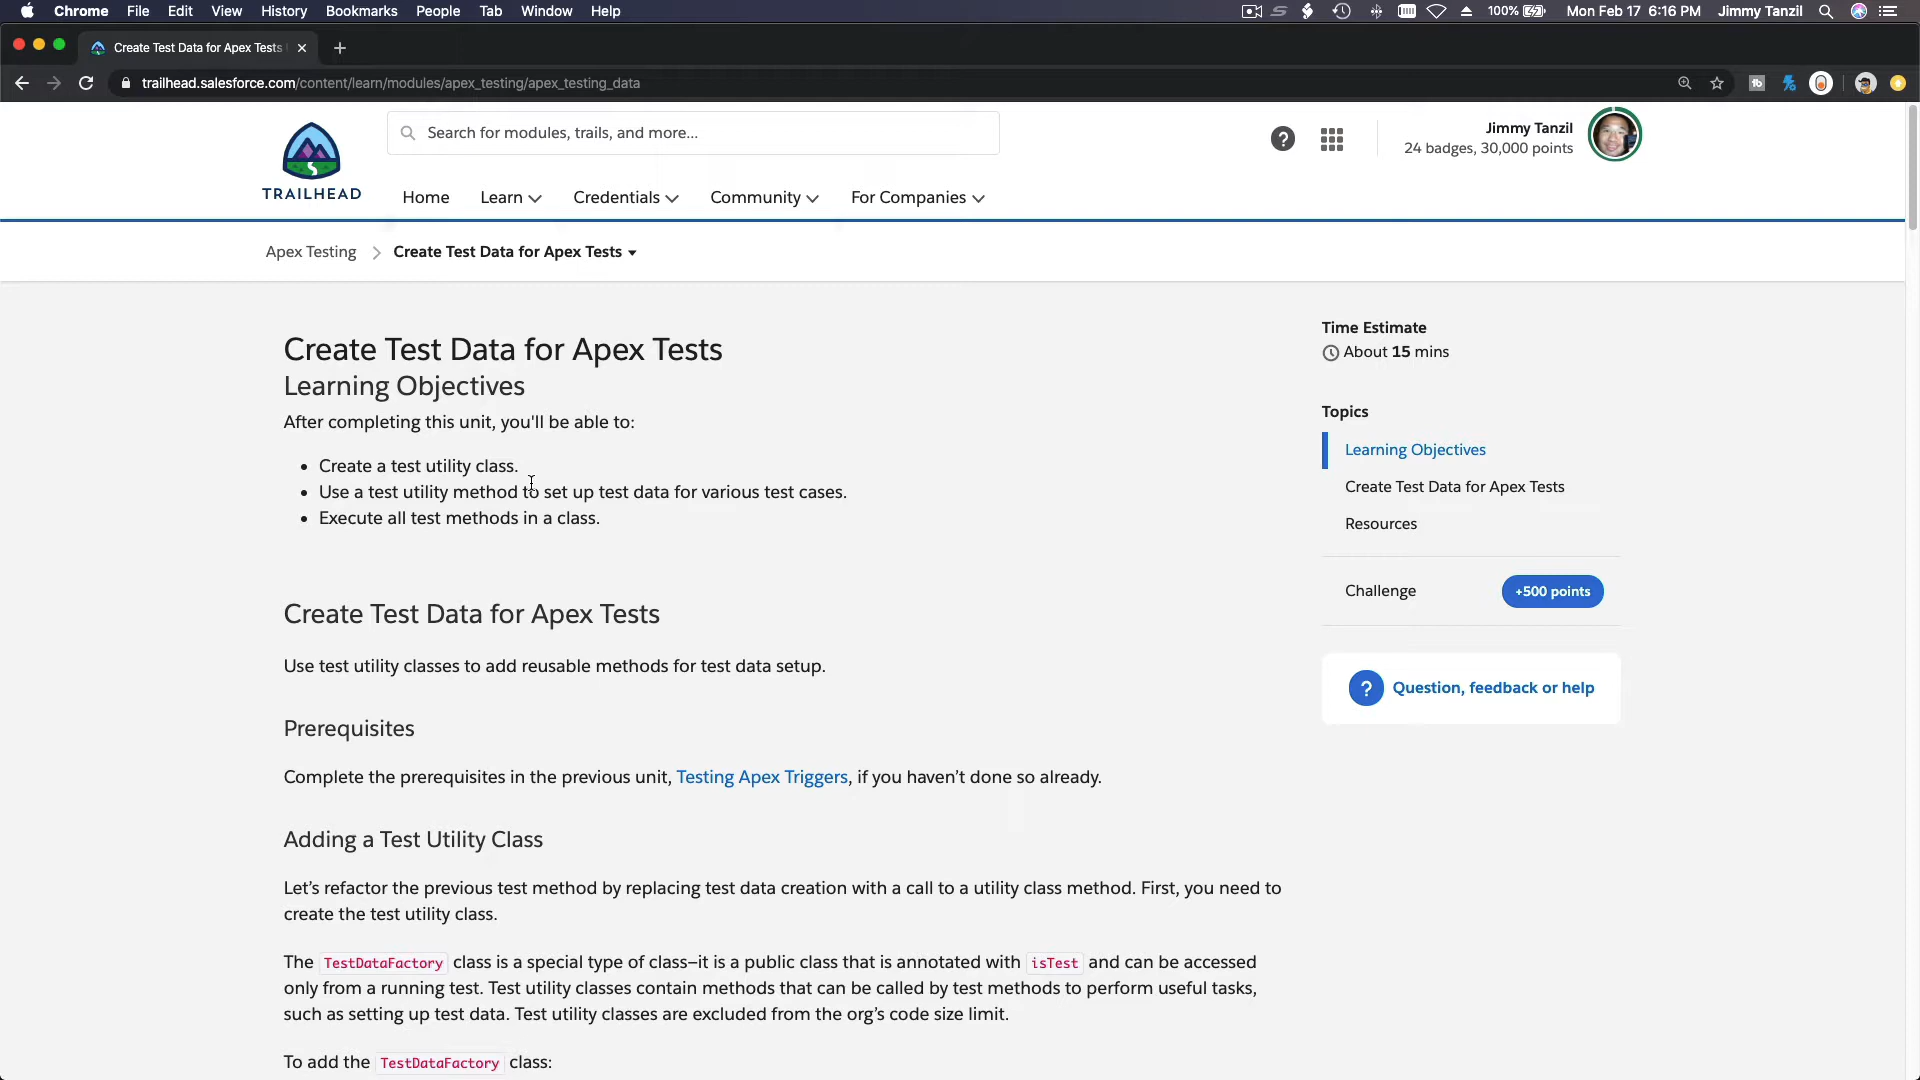 Chrome File Edit View History Bookmarks People Tab Window Help 100% Mon Feb 17 6:16 PM Jimmy Tanzil
Create Test Data for Apex Tests
trailhead.salesforce.com/content/learn/modules/apex_testing/apex_testing_data
Search for modules, trails, and more...
Jimmy Tanzil
24 badges, 30,000 points
TRAILHEAD
Home Learn Credentials Community For Companies
Apex Testing Create Test Data for Apex Tests
Create Test Data for Apex Tests
Learning Objectives
After completing this unit, you'll be able to:
• Create a test utility class.
• Use a test utility method to set up test data for various test cases.
• Execute all test methods in a class.
Create Test Data for Apex Tests
Use test utility classes to add reusable methods for test data setup.
Prerequisites
Complete the prerequisites in the previous unit, Testing Apex Triggers, if you haven’t done so already.
Adding a Test Utility Class
Let’s refactor the previous test method by replacing test data creation with a call to a utility class method. First, you need to
create the test utility class.
The TestDataFactory class is a special type of class—it is a public class that is annotated with isTest and can be accessed
only from a running test. Test utility classes contain methods that can be called by test methods to perform useful tasks,
such as setting up test data. Test utility classes are excluded from the org’s code size limit.
To add the TestDataFactory class:
Time Estimate
About 15 mins
Topics
Learning Objectives
Create Test Data for Apex Tests
Resources
Challenge +500 points
? Question, feedback or help